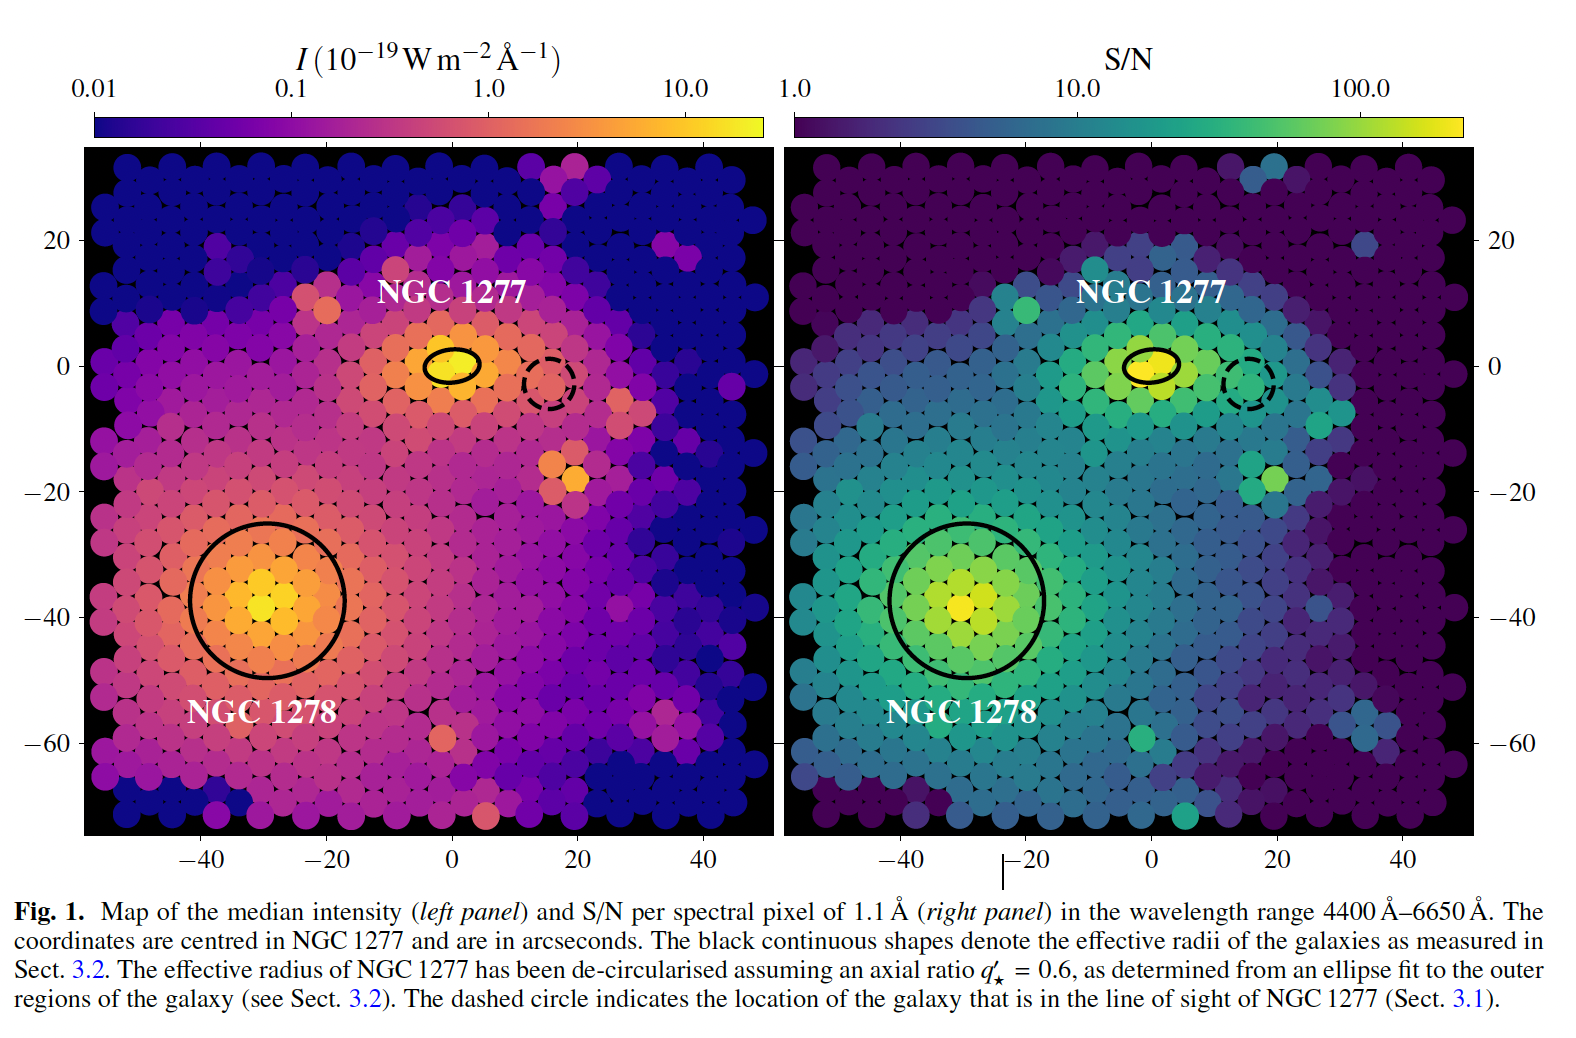 I (10⁻¹⁹ W m⁻² Å⁻¹)
0.01 0.1 1.0 10.0
S/N
1.0 10.0 100.0
NGC 1277
NGC 1278
20
0
−20
−40
−60
−40 −20 0 20 40
NGC 1277
NGC 1278
20
0
−20
−40
−60
−40 −20 0 20 40
Fig. 1. Map of the median intensity (left panel) and S/N per spectral pixel of 1.1 Å (right panel) in the wavelength range 4400 Å–6650 Å. The
coordinates are centred in NGC 1277 and are in arcseconds. The black continuous shapes denote the effective radii of the galaxies as measured in
Sect. 3.2. The effective radius of NGC 1277 has been de-circularised assuming an axial ratio q′⋆ = 0.6, as determined from an ellipse fit to the outer
regions of the galaxy (see Sect. 3.2). The dashed circle indicates the location of the galaxy that is in the line of sight of NGC 1277 (Sect. 3.1).